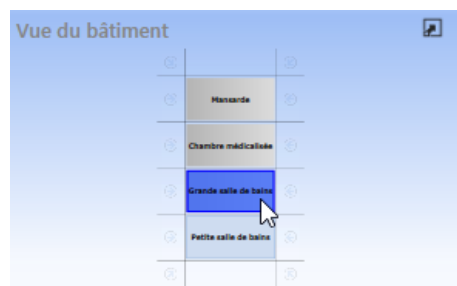 Vue du bâtiment
Mansarde
Chambre médicalisée
Grande salle de bains
Petite salle de bains